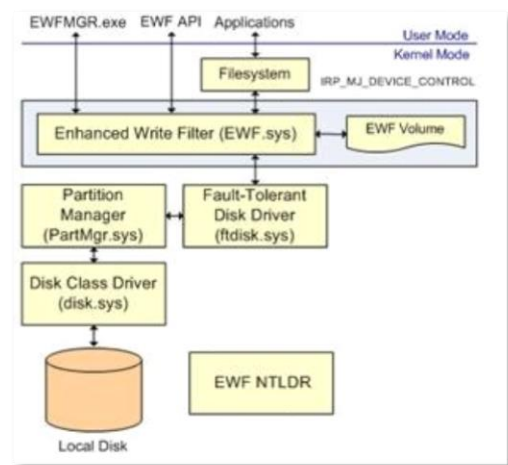 EWFMGR.exe EWF API Applications
User Mode
Kernel Mode
Filesystem
IRP_MJ_DEVICE_CONTROL
Enhanced Write Filter (EWF.sys)
EWF Volume
Partition
Manager
(PartMgr.sys)
Fault-Tolerant
Disk Driver
(ftdisk.sys)
Disk Class Driver
(disk.sys)
EWF NTLDR
Local Disk